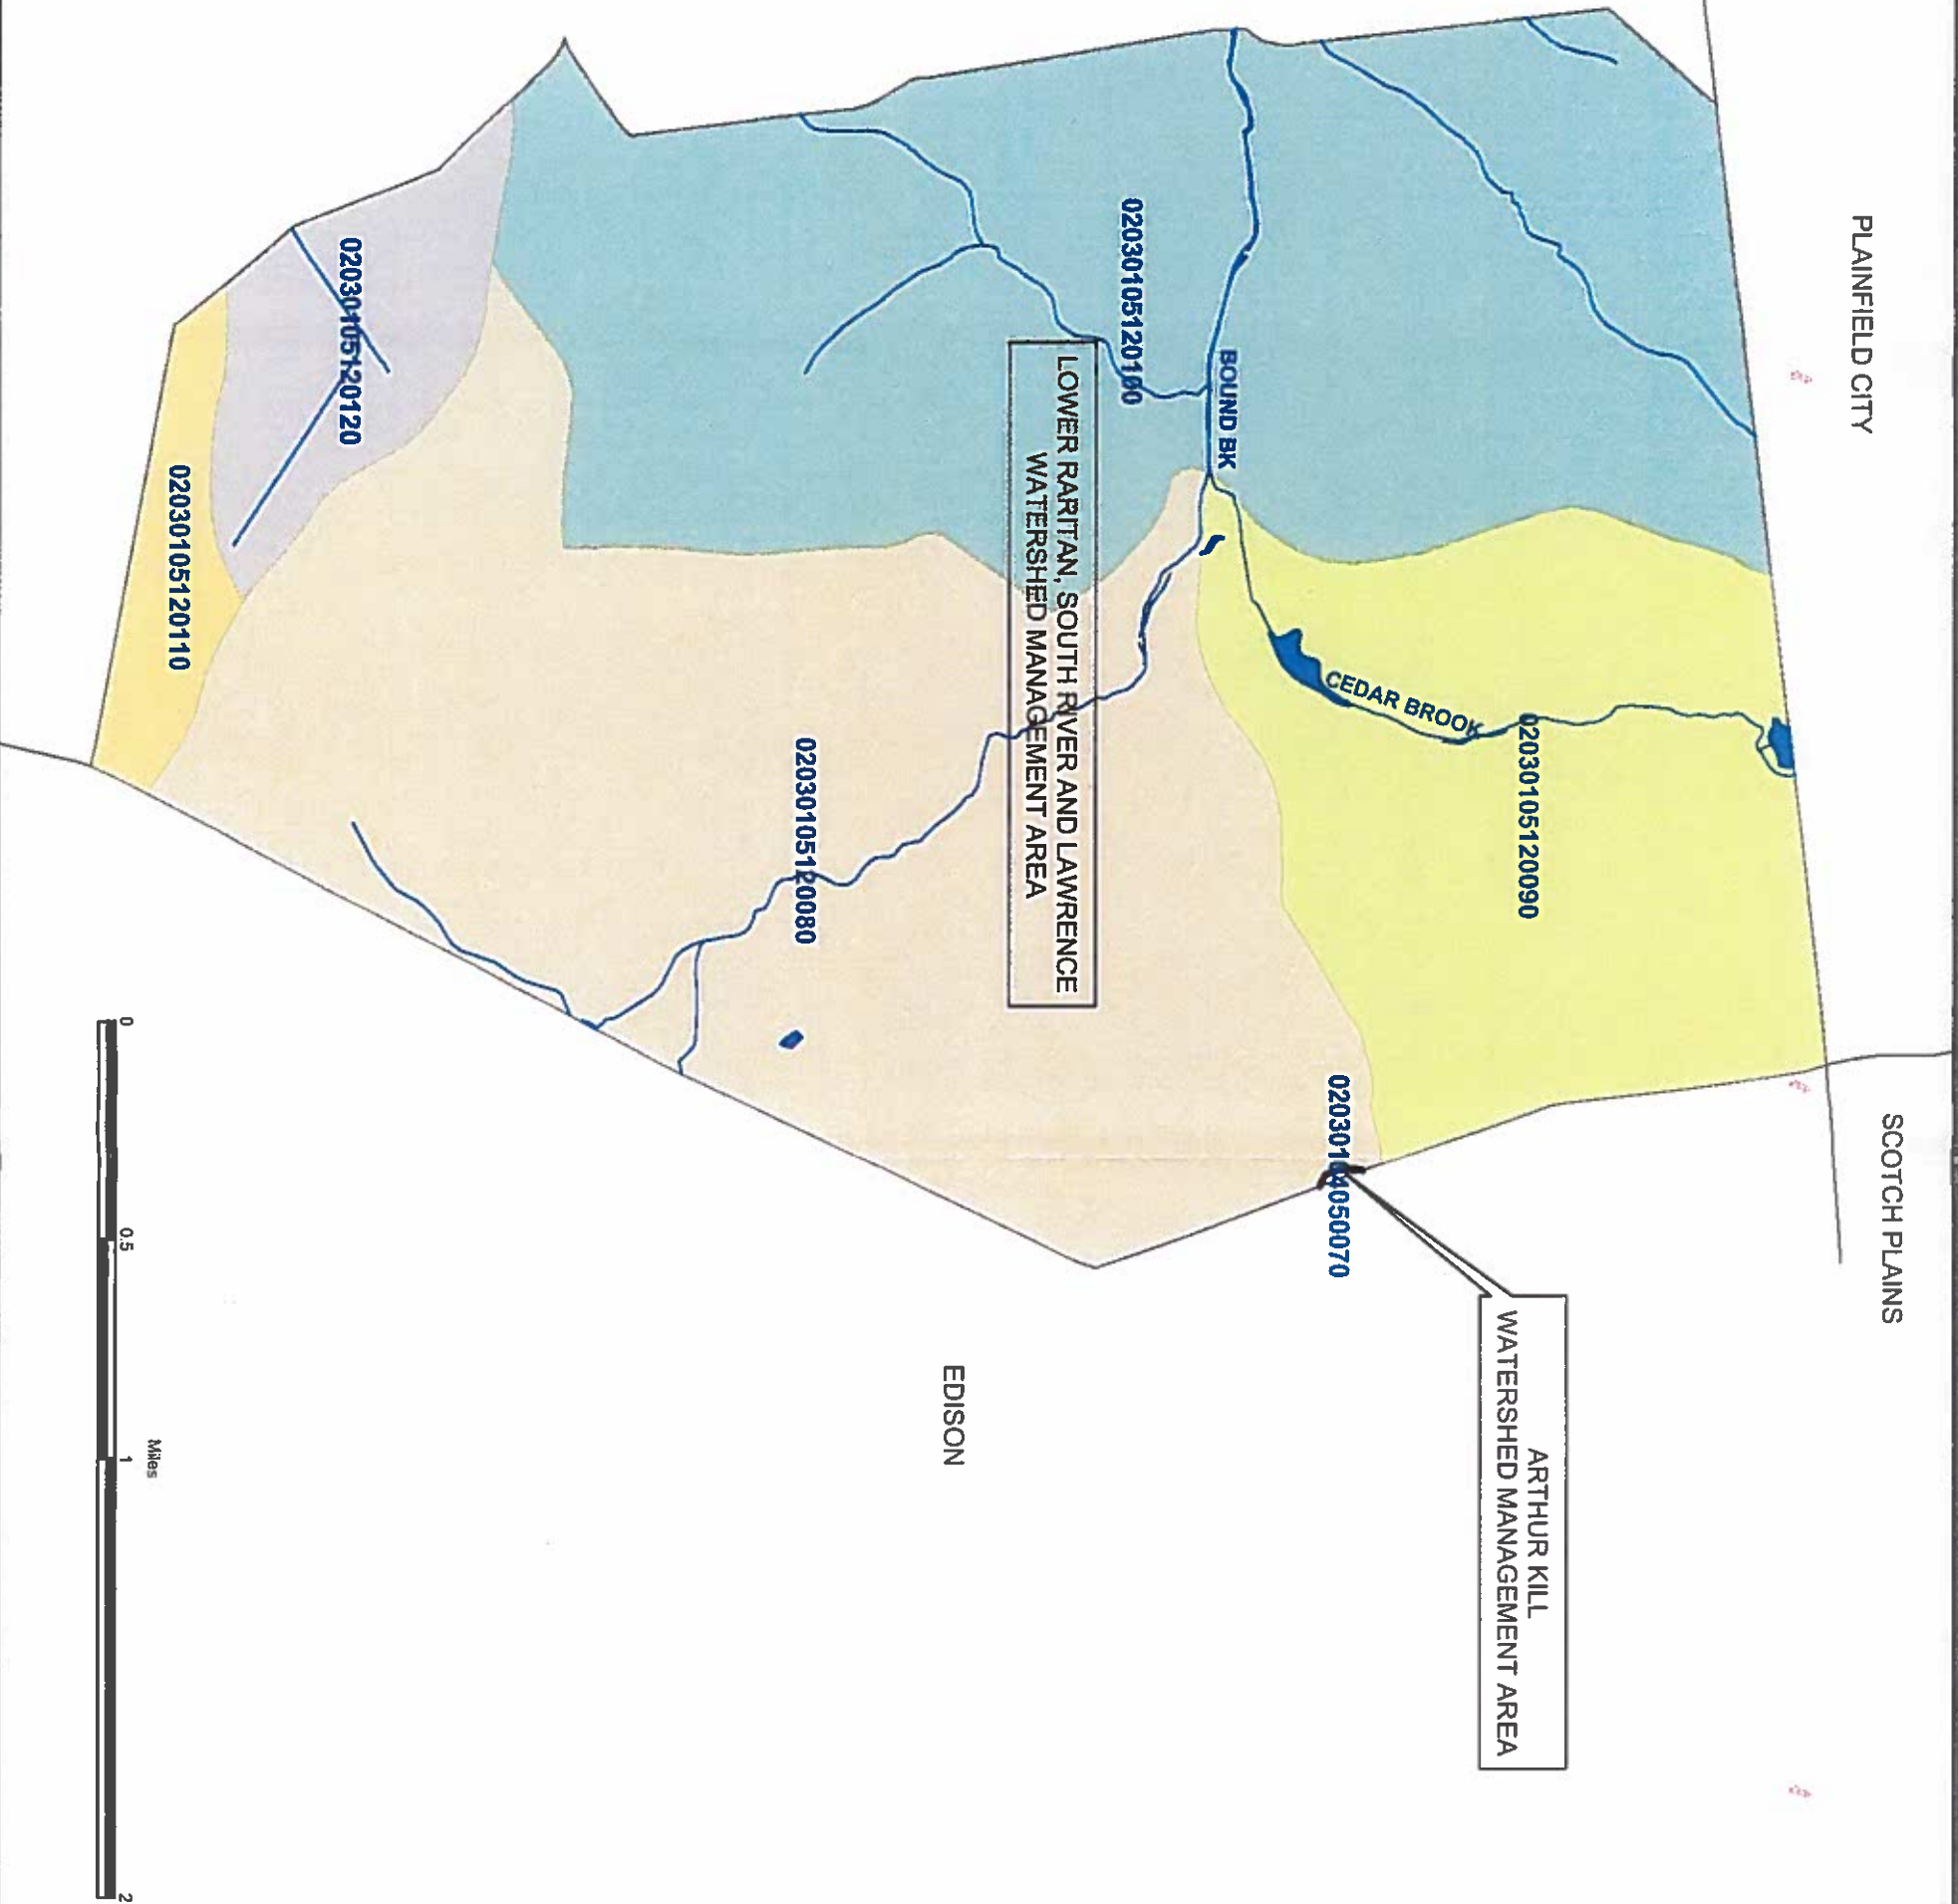 PLAINFIELD CITY
SCOTCH PLAINS
ARTHUR KILL
WATERSHED MANAGEMENT AREA
02030105120090
CEDAR BROOK
02030104050070
BOUND BK
02030105120100
LOWER RARITAN, SOUTH RIVER AND LAWRENCE
WATERSHED MANAGEMENT AREA
EDISON
02030105120080
02030105120120
02030105120110
Miles
0 0.5 1 2